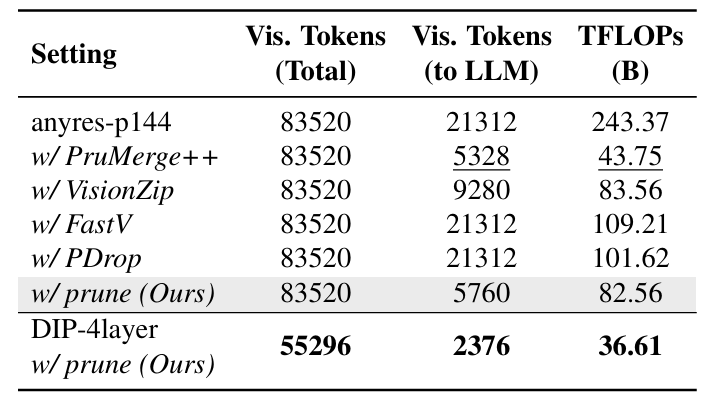 Setting Vis. Tokens (Total) Vis. Tokens (to LLM) TFLOPs (B)
anyres-p144 83520 21312 243.37
w/ PruMerge++ 83520 5328 43.75
w/ VisionZip 83520 9280 83.56
w/ FastV 83520 21312 109.21
w/ PDrop 83520 21312 101.62
w/ prune (Ours) 83520 5760 82.56
DIP-4layer
w/ prune (Ours) 55296 2376 36.61